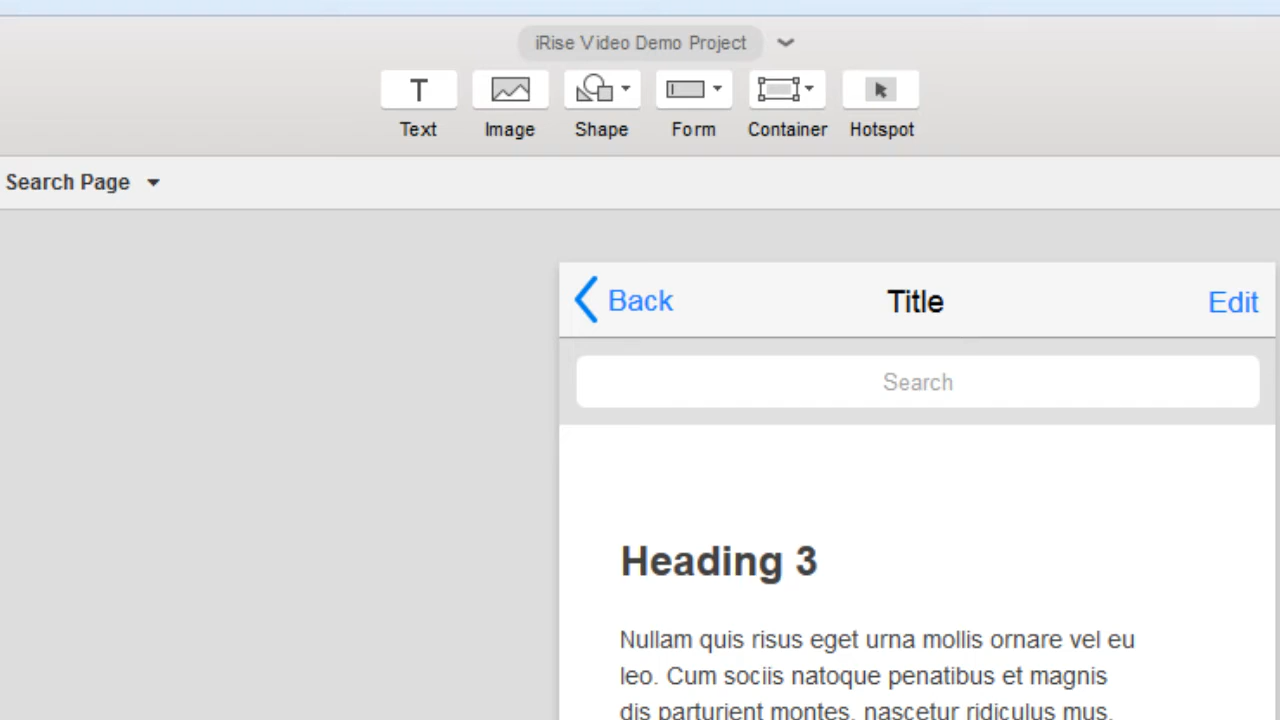 iRise Video Demo Project
Text Image Shape Form Container Hotspot
Search Page
Back Title Edit
Search
Heading 3
Nullam quis risus eget urna mollis ornare vel eu
leo. Cum sociis natoque penatibus et magnis
dis parturient montes, nascetur ridiculus mus.